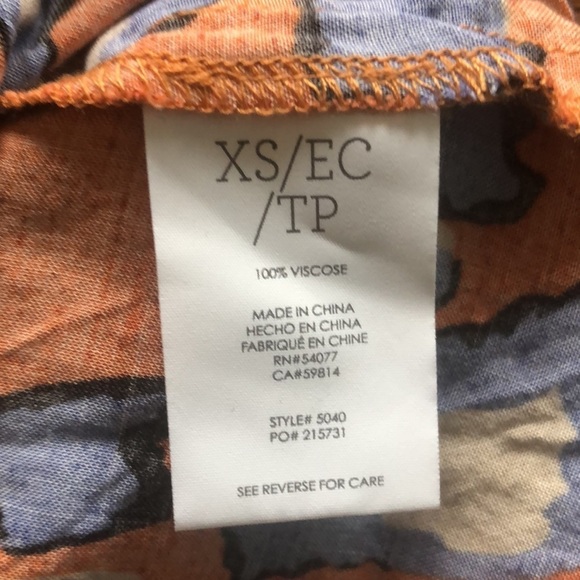 XS/EC
/TP
100% VISCOSE
MADE IN CHINA
HECHO EN CHINA
FABRIQUÉ EN CHINE
RN#54077
CA#59814
STYLE# 5040
PO# 215731
SEE REVERSE FOR CARE